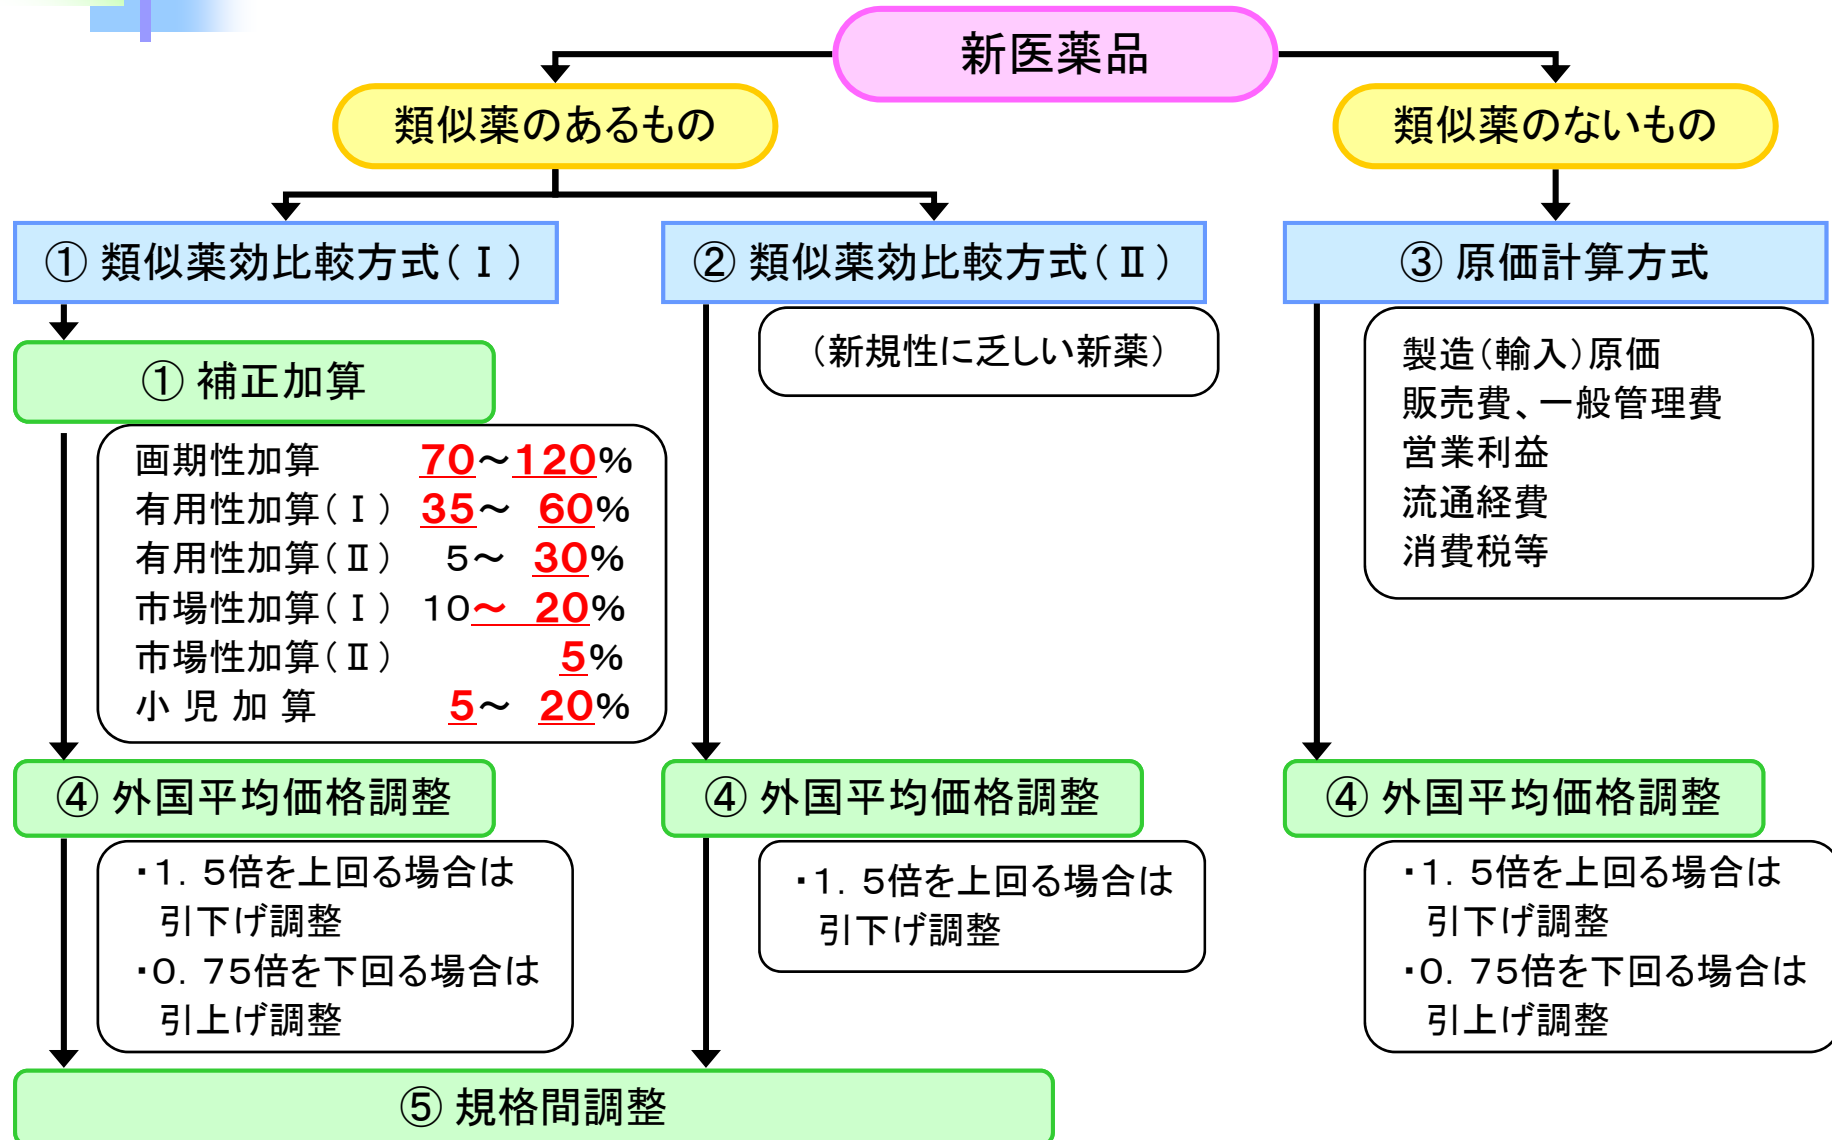 新医薬品
類似薬のあるもの
類似薬のないもの
① 類似薬効比較方式(Ⅰ)
② 類似薬効比較方式(Ⅱ)
③ 原価計算方式
(新規性に乏しい新薬)
製造(輸入)原価
販売費、一般管理費
営業利益
流通経費
消費税等
① 補正加算
画期性加算 70~120%
有用性加算(Ⅰ) 35~ 60%
有用性加算(Ⅱ) 5~ 30%
市場性加算(Ⅰ) 10~ 20%
市場性加算(Ⅱ) 5%
小 児 加 算 5~ 20%
④ 外国平均価格調整
④ 外国平均価格調整
④ 外国平均価格調整
・1.5倍を上回る場合は
引下げ調整
・0.75倍を下回る場合は
引上げ調整
・1.5倍を上回る場合は
引下げ調整
・1.5倍を上回る場合は
引下げ調整
・0.75倍を下回る場合は
引上げ調整
⑤ 規格間調整